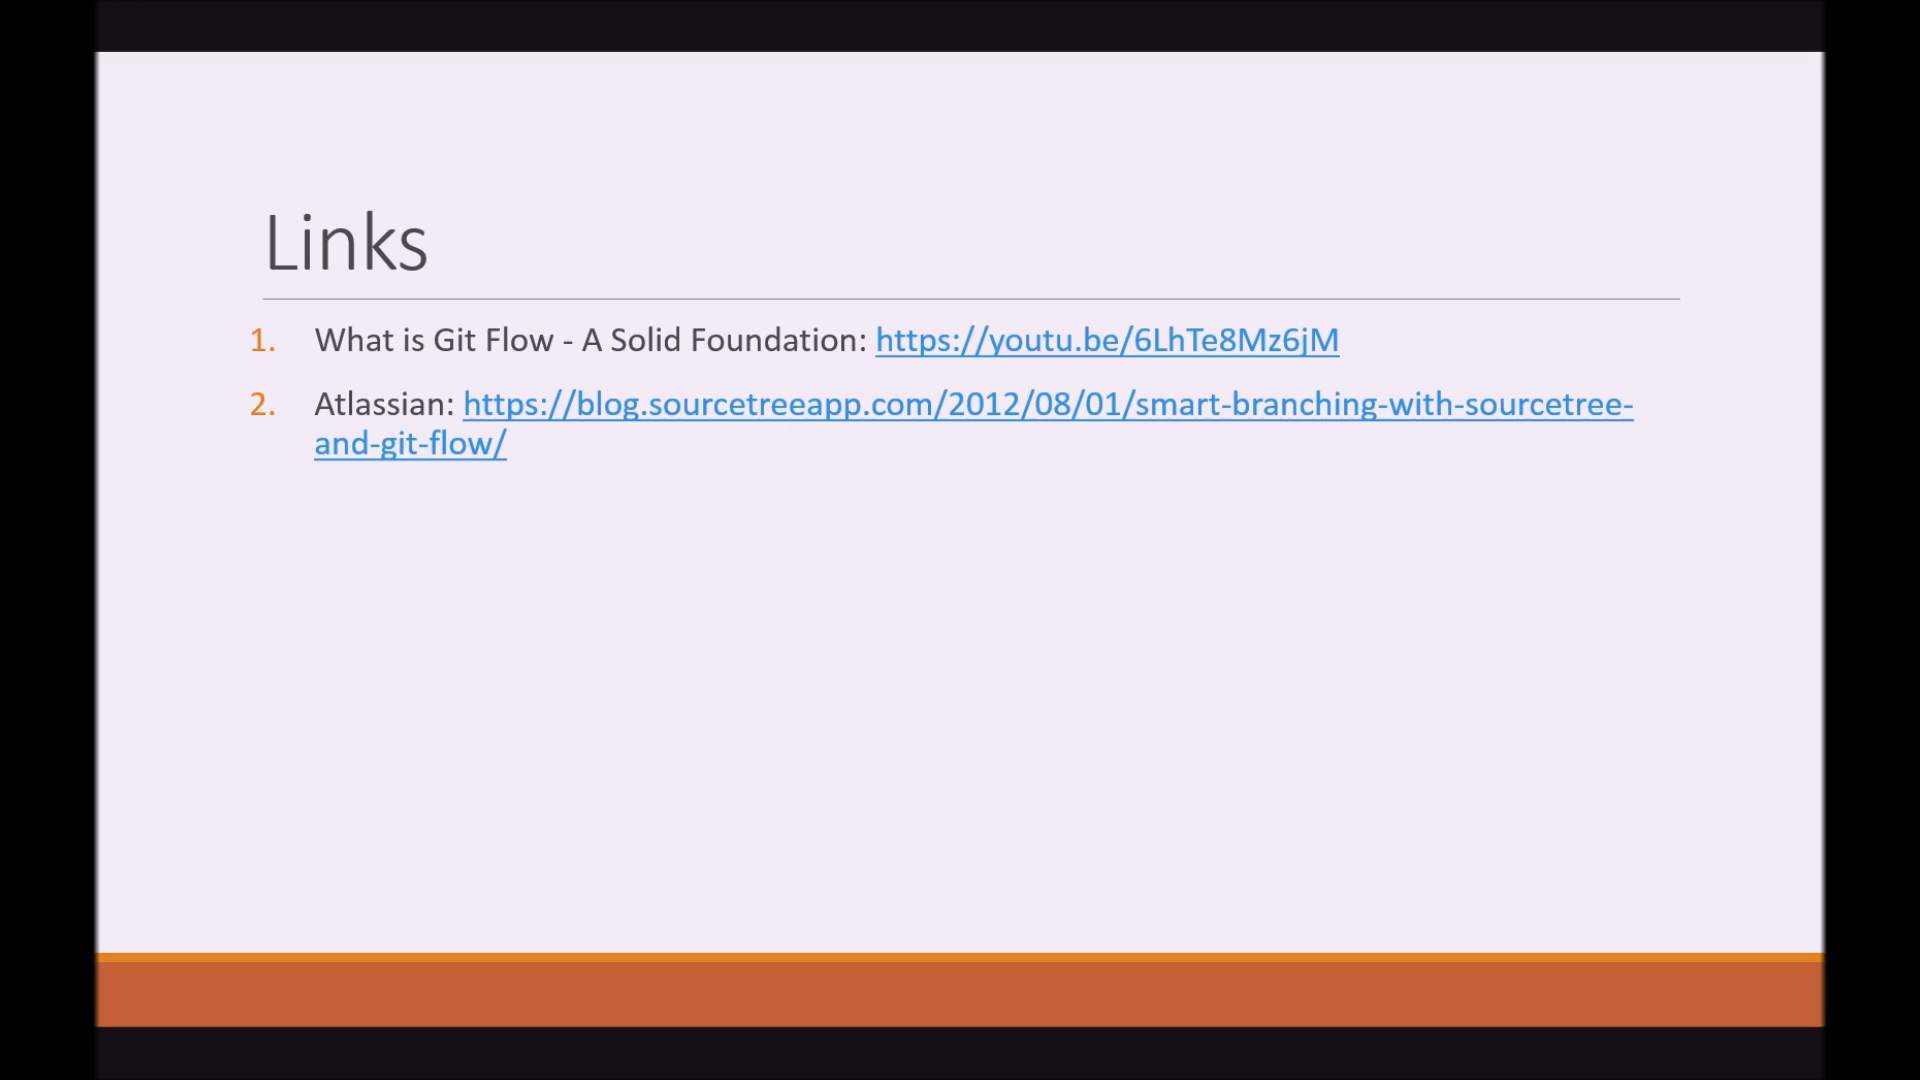 Links
1. What is Git Flow - A Solid Foundation: https://youtu.be/6LhTe8Mz6jM
2. Atlassian: https://blog.sourcetreeapp.com/2012/08/01/smart-branching-with-sourcetree-
and-git-flow/